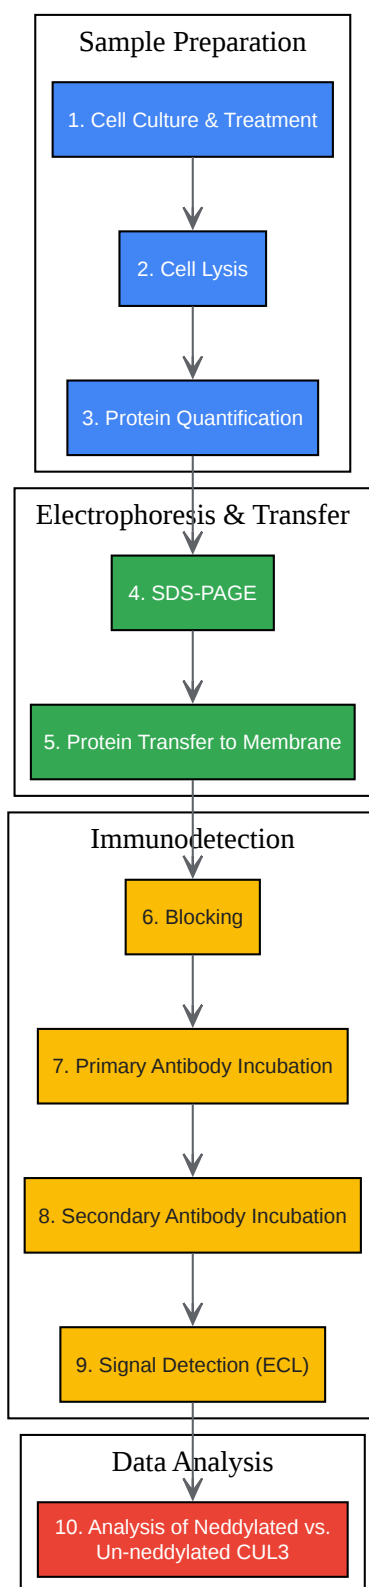 Sample Preparation
1. Cell Culture & Treatment
2. Cell Lysis
3. Protein Quantification
Electrophoresis & Transfer
4. SDS-PAGE
5. Protein Transfer to Membrane
Immunodetection
6. Blocking
7. Primary Antibody Incubation
8. Secondary Antibody Incubation
9. Signal Detection (ECL)
Data Analysis
10. Analysis of Neddylated vs.
Un-neddylated CUL3